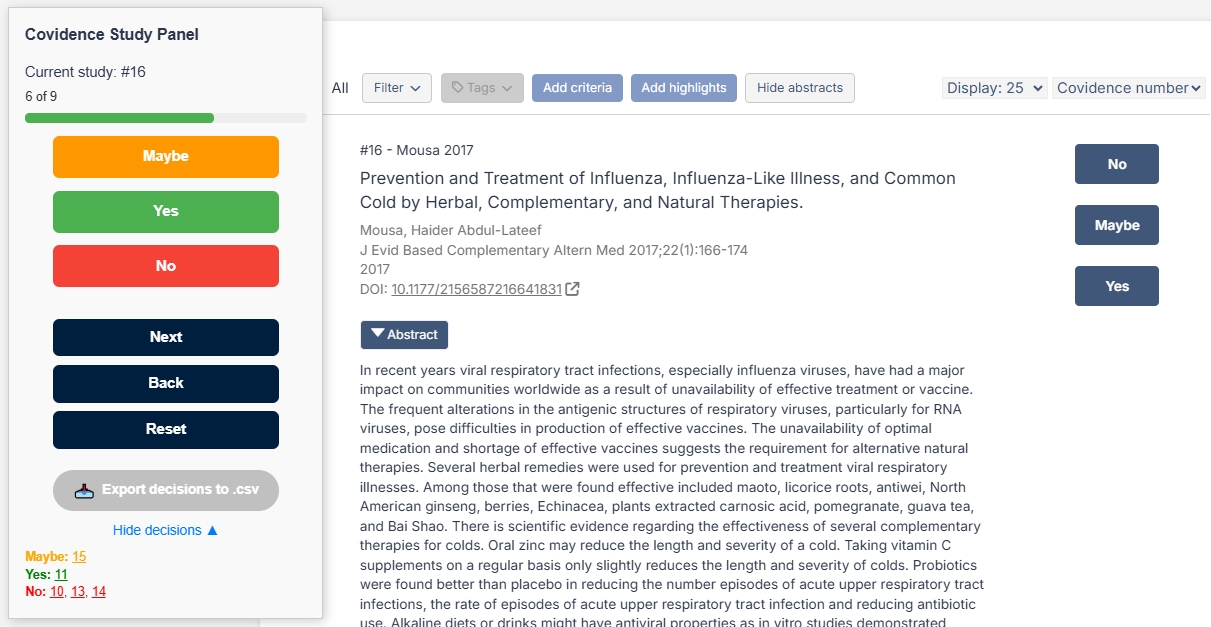 Covidence Study Panel
Current study: #16
6 of 9
Maybe
Yes
No
Next
Back
Reset
Export decisions to .csv
Hide decisions ▲
Maybe: 15
Yes: 11
No: 10, 13, 14
All
Filter
Tags
Add criteria
Add highlights
Hide abstracts
Display: 25
Covidence number
#16 - Mousa 2017
Prevention and Treatment of Influenza, Influenza-Like Illness, and Common
Cold by Herbal, Complementary, and Natural Therapies.
Mousa, Haider Abdul-Lateef
J Evid Based Complementary Altern Med 2017;22(1):166-174
2017
DOI: 10.1177/2156587216641831
Abstract
In recent years viral respiratory tract infections, especially influenza viruses, have had a major
impact on communities worldwide as a result of unavailability of effective treatment or vaccine.
The frequent alterations in the antigenic structures of respiratory viruses, particularly for RNA
viruses, pose difficulties in production of effective vaccines. The unavailability of optimal
medication and shortage of effective vaccines suggests the requirement for alternative natural
therapies. Several herbal remedies were used for prevention and treatment viral respiratory
illnesses. Among those that were found effective included maoto, licorice roots, antiwei, North
American ginseng, berries, Echinacea, plants extracted carnosic acid, pomegranate, guava tea,
and Bai Shao. There is scientific evidence regarding the effectiveness of several complementary
therapies for colds. Oral zinc may reduce the length and severity of a cold. Taking vitamin C
supplements on a regular basis only slightly reduces the length and severity of colds. Probiotics
were found better than placebo in reducing the number episodes of acute upper respiratory tract
infections, the rate of episodes of acute upper respiratory tract infection and reducing antibiotic
use. Alkaline diets or drinks might have antiviral properties as in vitro studies demonstrated
No
Maybe
Yes